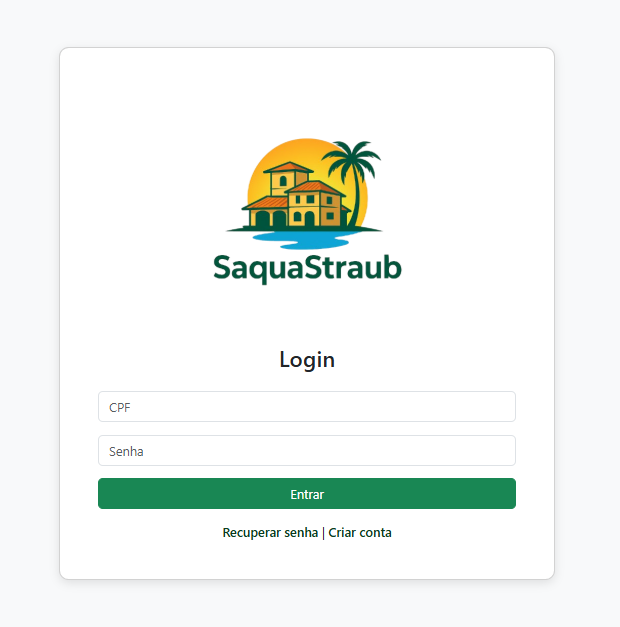 SaquaStraub
Login
CPF
Senha
Entrar
Recuperar senha | Criar conta